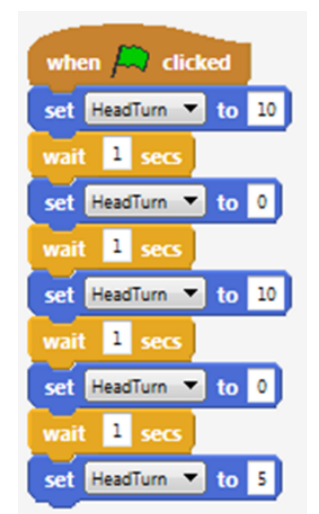 when clicked
set HeadTurn to 10
wait 1 secs
set HeadTurn to 0
wait 1 secs
set HeadTurn to 10
wait 1 secs
set HeadTurn to 0
wait 1 secs
set HeadTurn to 5